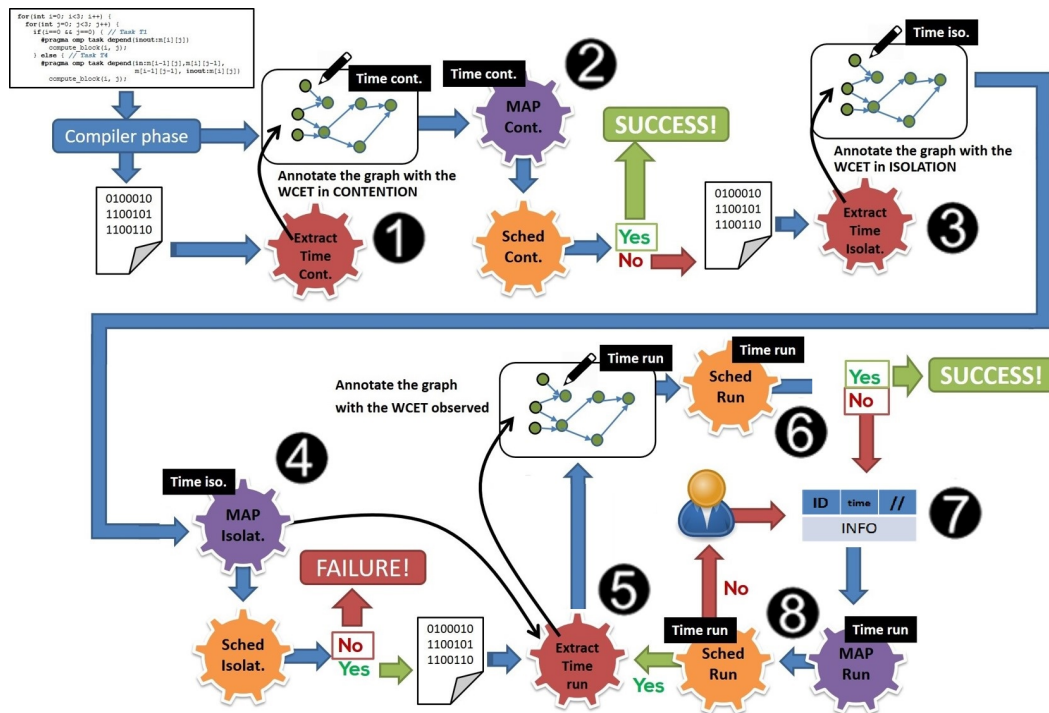 for(int i=0; i<3; i++) {
for(int j=0; j<3; j++) {
if(i==0 && j==0) { // Task T1
#pragma omp task depend(inout:m[i][j])
compute_block(i, j);
} else { // Task T4
#pragma omp task depend(in:m[i-1][j],m[i][j-1],
m[i-1][j-1], inout:m[i][j])
compute_block(i, j);
Compiler phase
0100010
1100101
1100110
Time cont.
Annotate the graph with the
WCET in CONTENTION
Extract
Time
Cont.
1
Time cont.
MAP
Cont.
2
Sched
Cont.
SUCCESS!
Yes
No
0100010
1100101
1100110
Time iso.
Annotate the graph with the
WCET in ISOLATION
Extract
Time
Isolat.
3
Time iso.
MAP
Isolat.
4
Sched
Isolat.
FAILURE!
No
Yes
0100010
1100101
1100110
Extract
Time
run
5
Annotate the graph
with the WCET observed
Time run
Time run
Sched
Run
6
Yes
No
SUCCESS!
ID time //
INFO
7
Time run
MAP
Run
8
Time run
Sched
Run
No
Yes